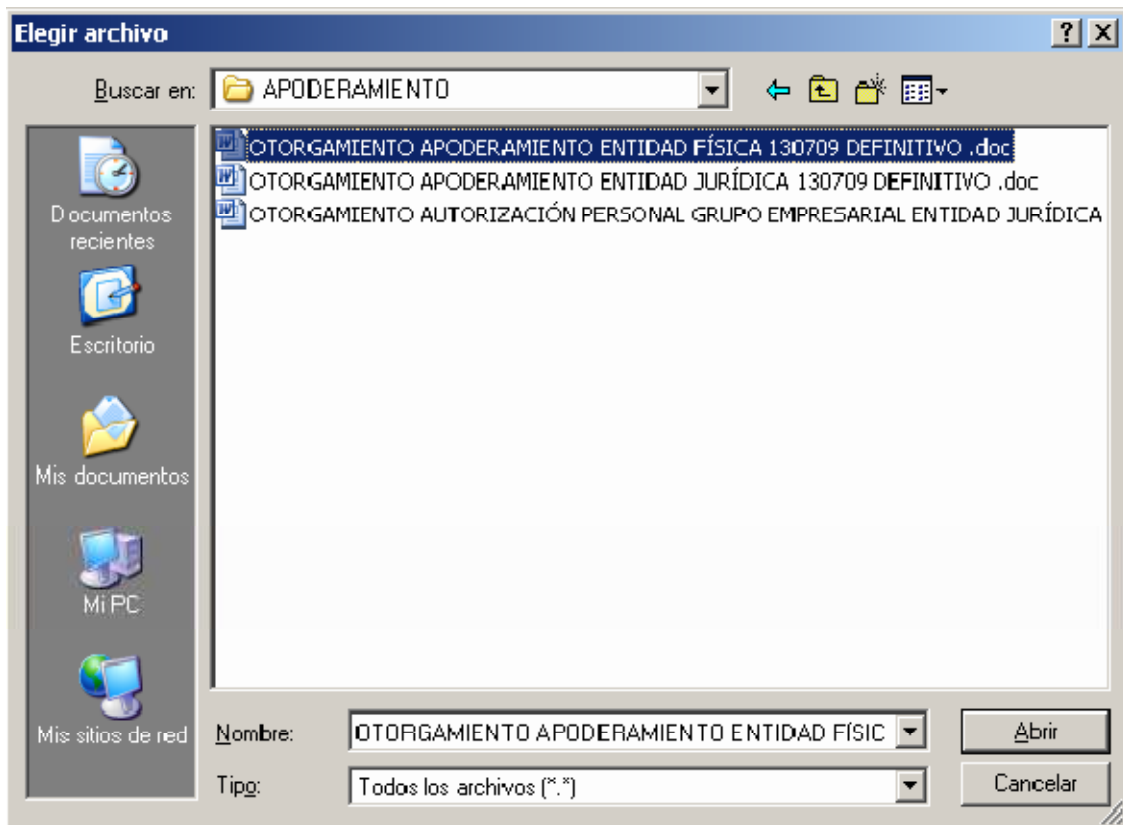 Elegir archivo
Buscar en: APODERAMIENTO
OTORGAMIENTO APODERAMIENTO ENTIDAD FÍSICA 130709 DEFINITIVO .doc
OTORGAMIENTO APODERAMIENTO ENTIDAD JURÍDICA 130709 DEFINITIVO .doc
OTORGAMIENTO AUTORIZACIÓN PERSONAL GRUPO EMPRESARIAL ENTIDAD JURÍDICA
Documentos
recientes
Escritorio
Mis documentos
Mi PC
Mis sitios de red
Nombre: OTORGAMIENTO APODERAMIENTO ENTIDAD FÍSIC Abrir
Tipo: Todos los archivos (*.*) Cancelar